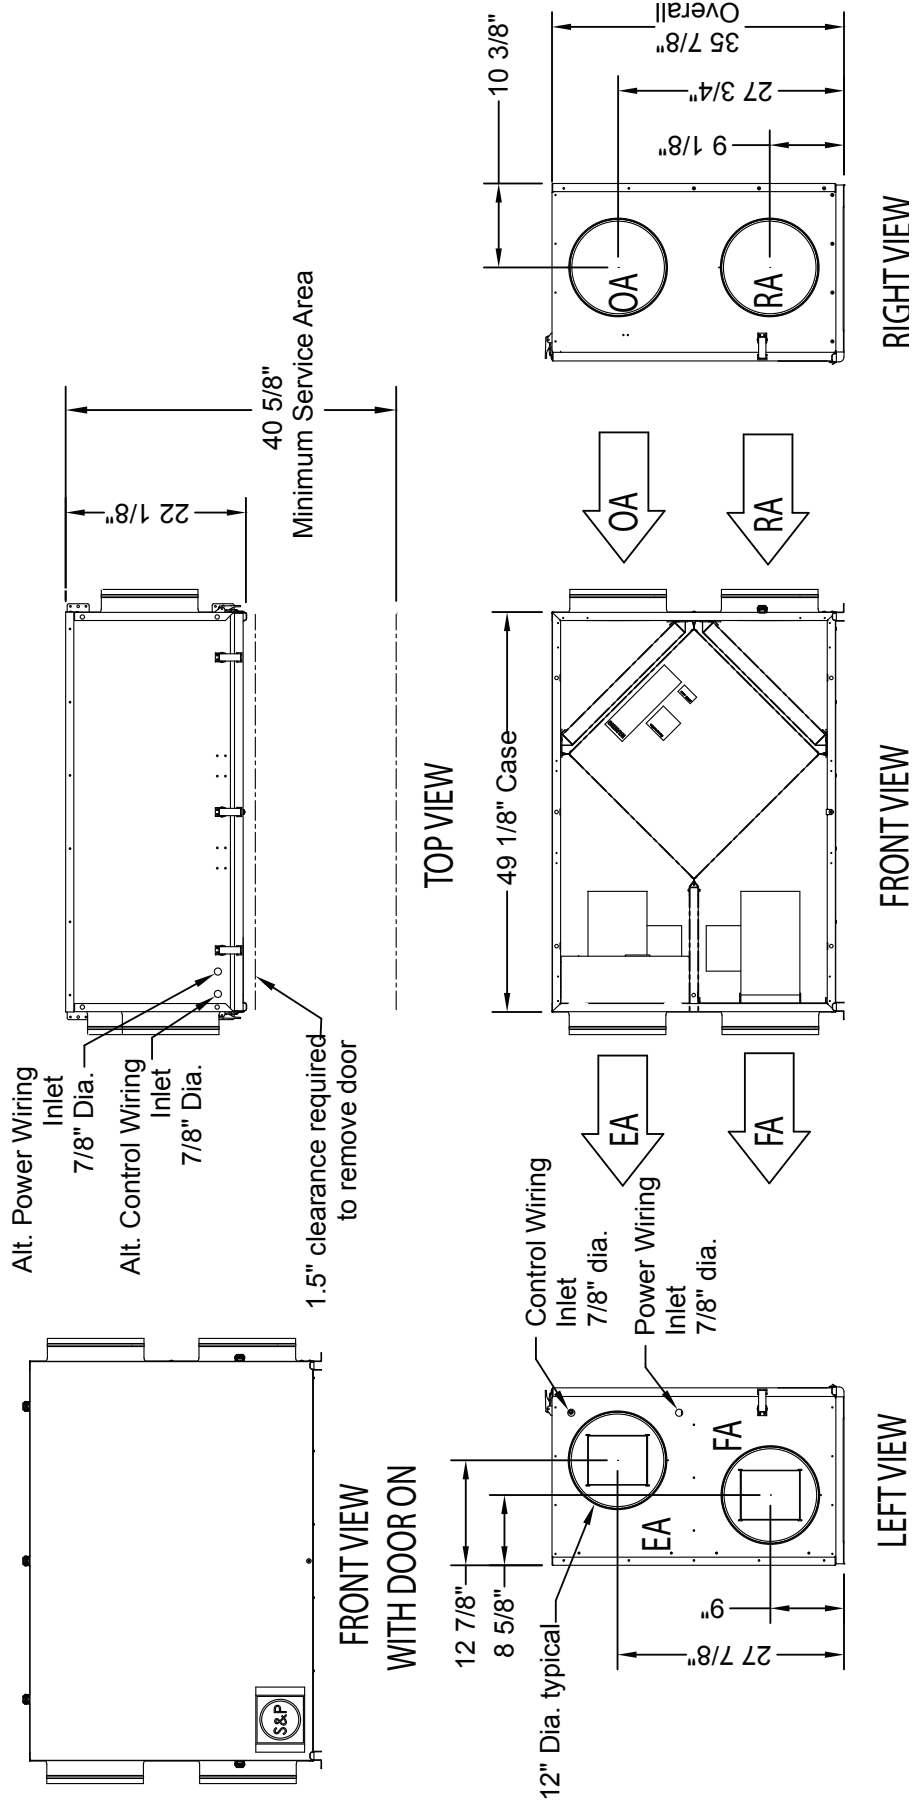 Alt. Power Wiring
Inlet
7/8" Dia.
Alt. Control Wiring
Inlet
7/8" Dia.
1.5" clearance required
to remove door
22 1/8"
40 5/8"
Minimum Service Area
S&P
FRONT VIEW
WITH DOOR ON
TOP VIEW
12 7/8"
8 5/8"
12" Dia. typical
Control Wiring
Inlet
7/8" dia.
Power Wiring
Inlet
7/8" dia.
EA
FA
9"
27 7/8"
LEFT VIEW
EA
FA
49 1/8" Case
OA
RA
FRONT VIEW
10 3/8"
OA
RA
9 1/8"
27 3/4"
35 7/8"
Overall
RIGHT VIEW